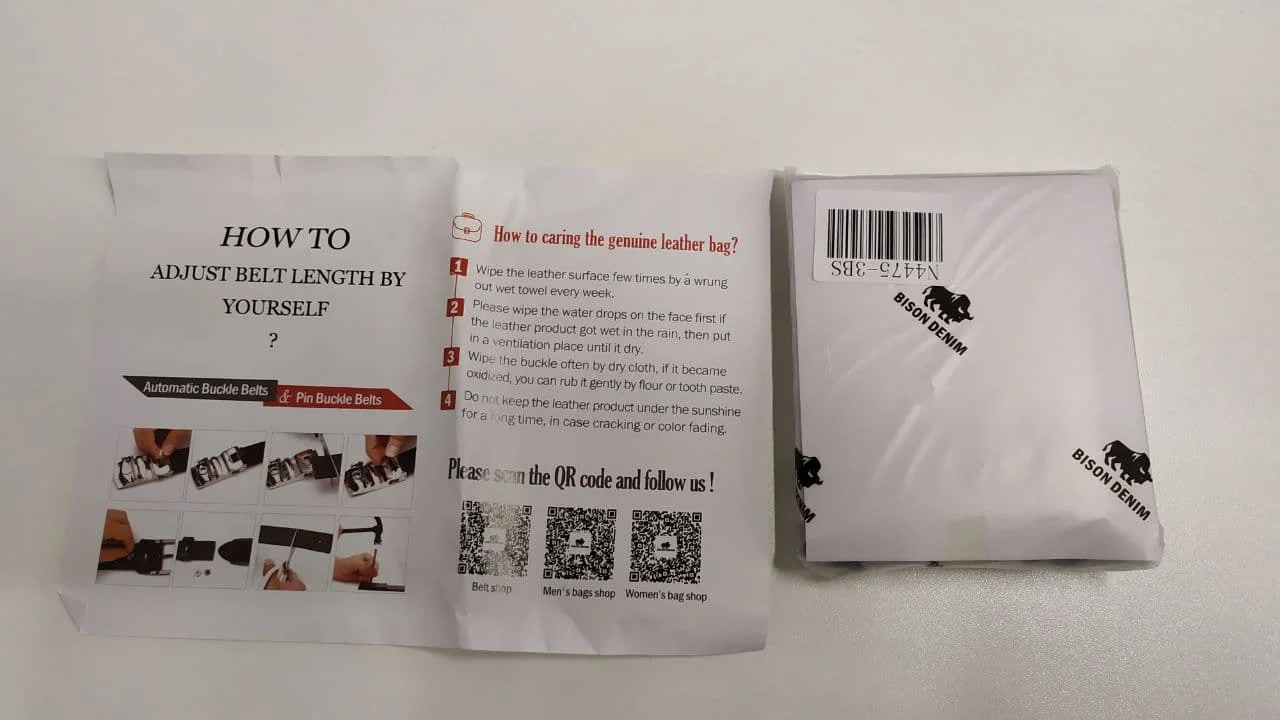 HOW TO
ADJUST BELT LENGTH BY
YOURSELF
?
Automatic Buckle Belts & Pin Buckle Belts
How to caring the genuine leather bag?
1 Wipe the leather surface few times by á wrung
out wet towel every week.
2 Please wipe the water drops on the face first if
the leather product got wet in the rain, then put
in a ventilation place until it dry.
3 Wipe the buckle often by dry cloth, if it became
oxidized, you can rub it gently by flour or tooth paste.
4 Do not keep the leather product under the sunshine
for a long time, in case cracking or color fading.
Please scan the QR code and follow us !
Belt shop
Men's bags shop
Women's bag shop
N4475-3BS
BISON DENIM
BISON DENIM